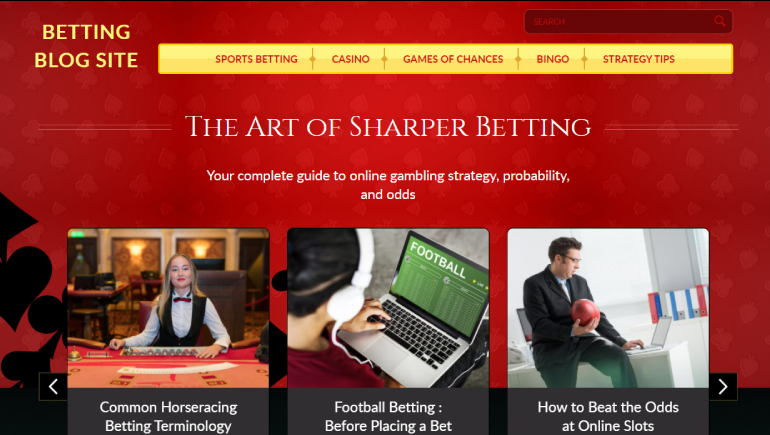 BETTING
BLOG SITE
SEARCH
SPORTS BETTING
CASINO
GAMES OF CHANCES
BINGO
STRATEGY TIPS
The Art of Sharper Betting
Your complete guide to online gambling strategy, probability,
and odds
FOOTBALL
Common Horseracing
Betting Terminology
Football Betting :
Before Placing a Bet
How to Beat the Odds
at Online Slots